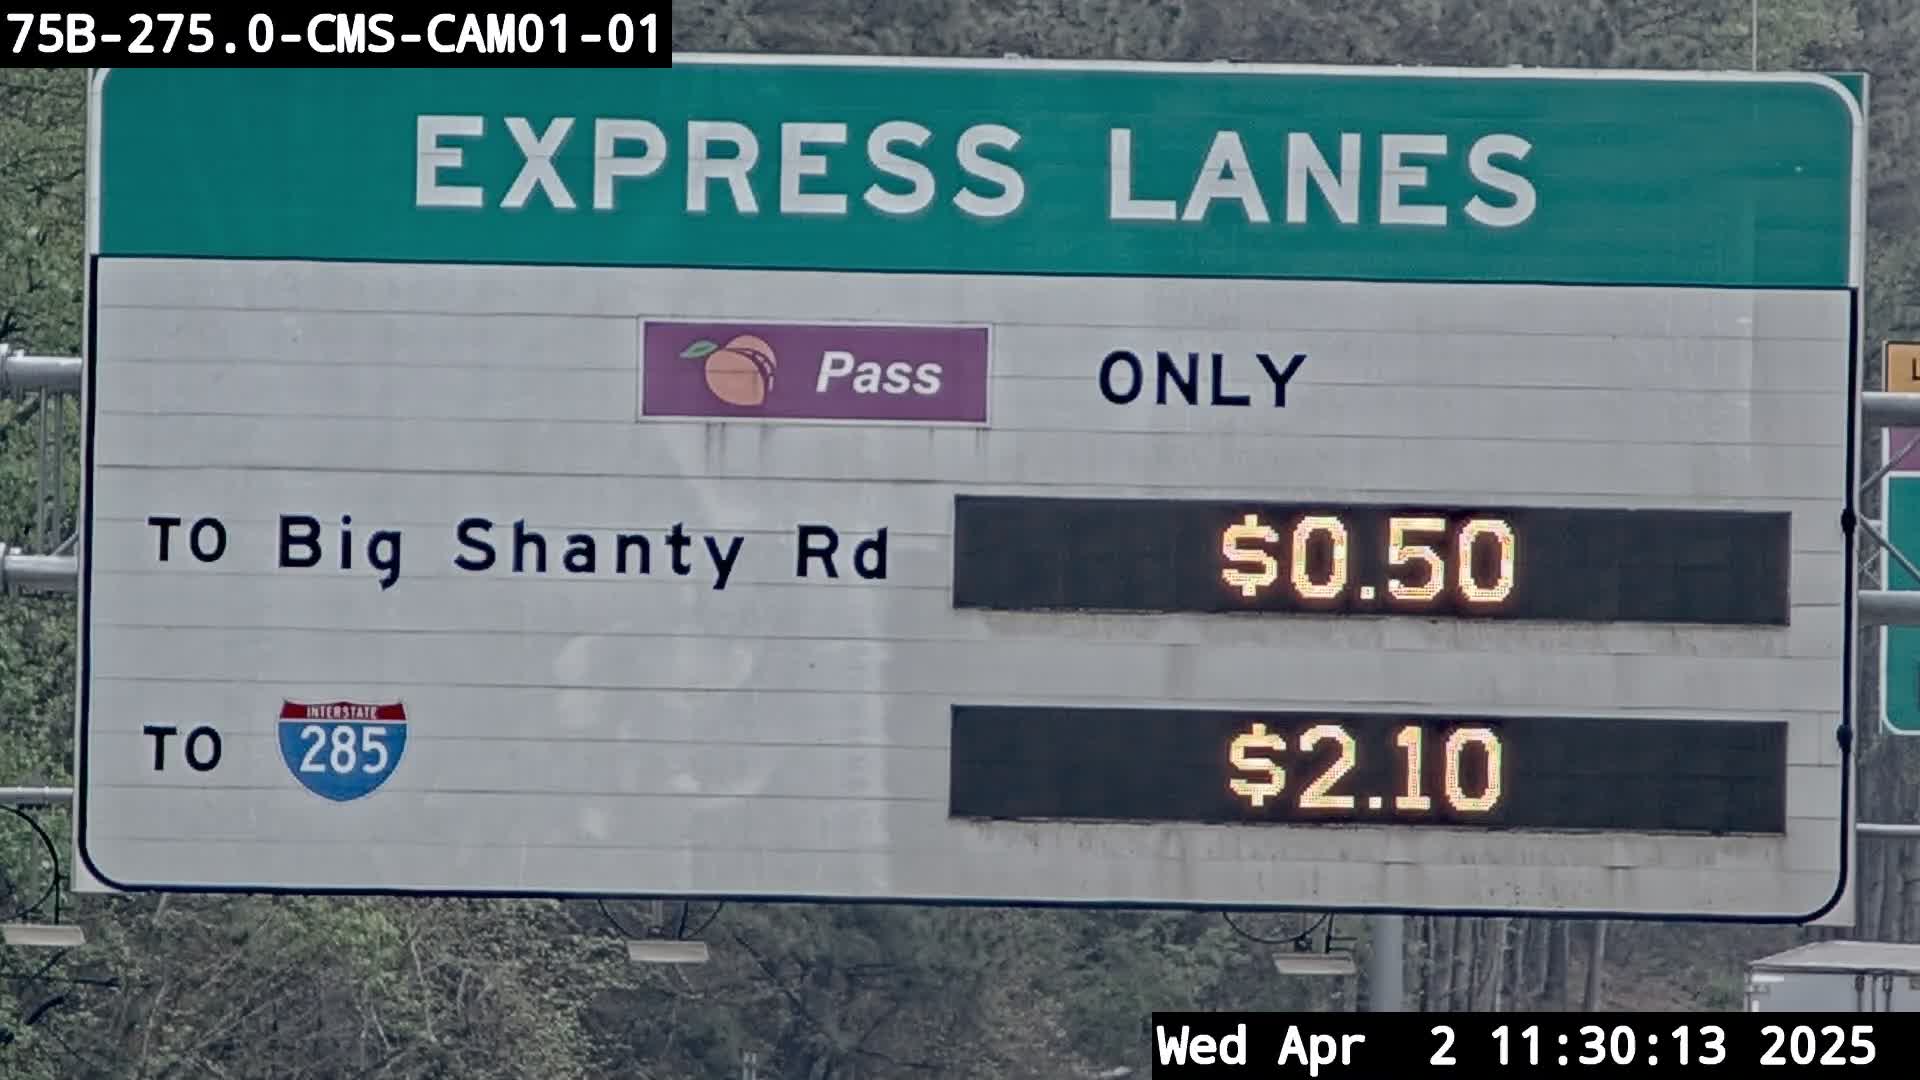 75B-275.0-CMS-CAM01-01
EXPRESS LANES
Pass ONLY
TO Big Shanty Rd $0.50
TO INTERSTATE 285 $2.10
Wed Apr 2 11:30:13 2025